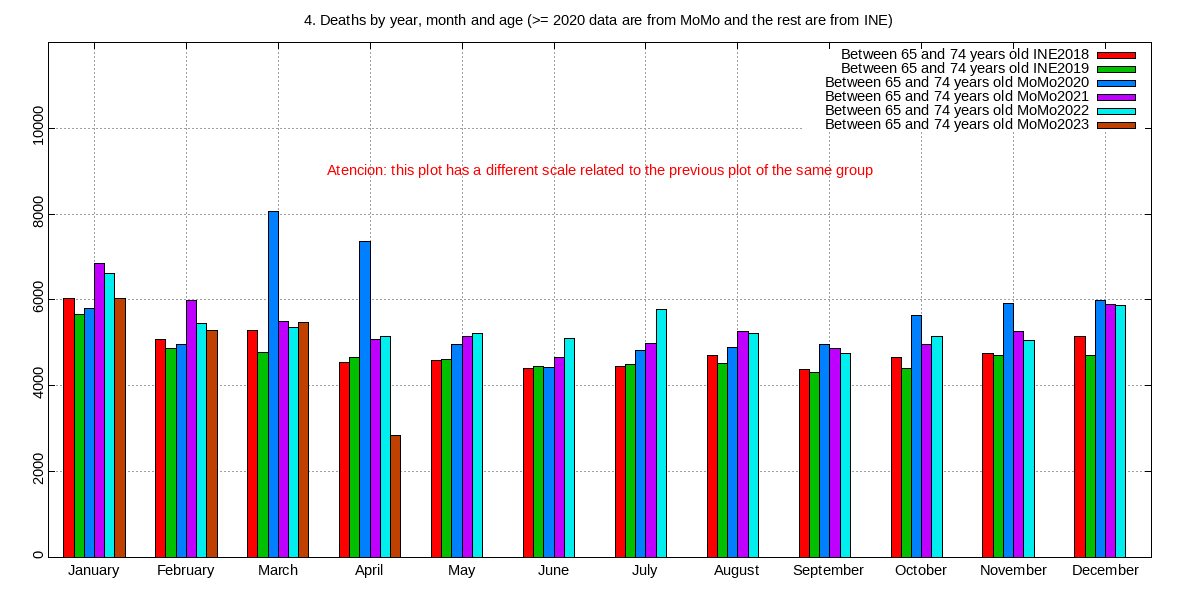 4. Deaths by year, month and age (>= 2020 data are from MoMo and the rest are from INE)
Between 65 and 74 years old INE2018
Between 65 and 74 years old INE2019
Between 65 and 74 years old MoMo2020
Between 65 and 74 years old MoMo2021
Between 65 and 74 years old MoMo2022
Between 65 and 74 years old MoMo2023
Atencion: this plot has a different scale related to the previous plot of the same group
10000
8000
6000
4000
2000
0
January February March April May June July August September October November December